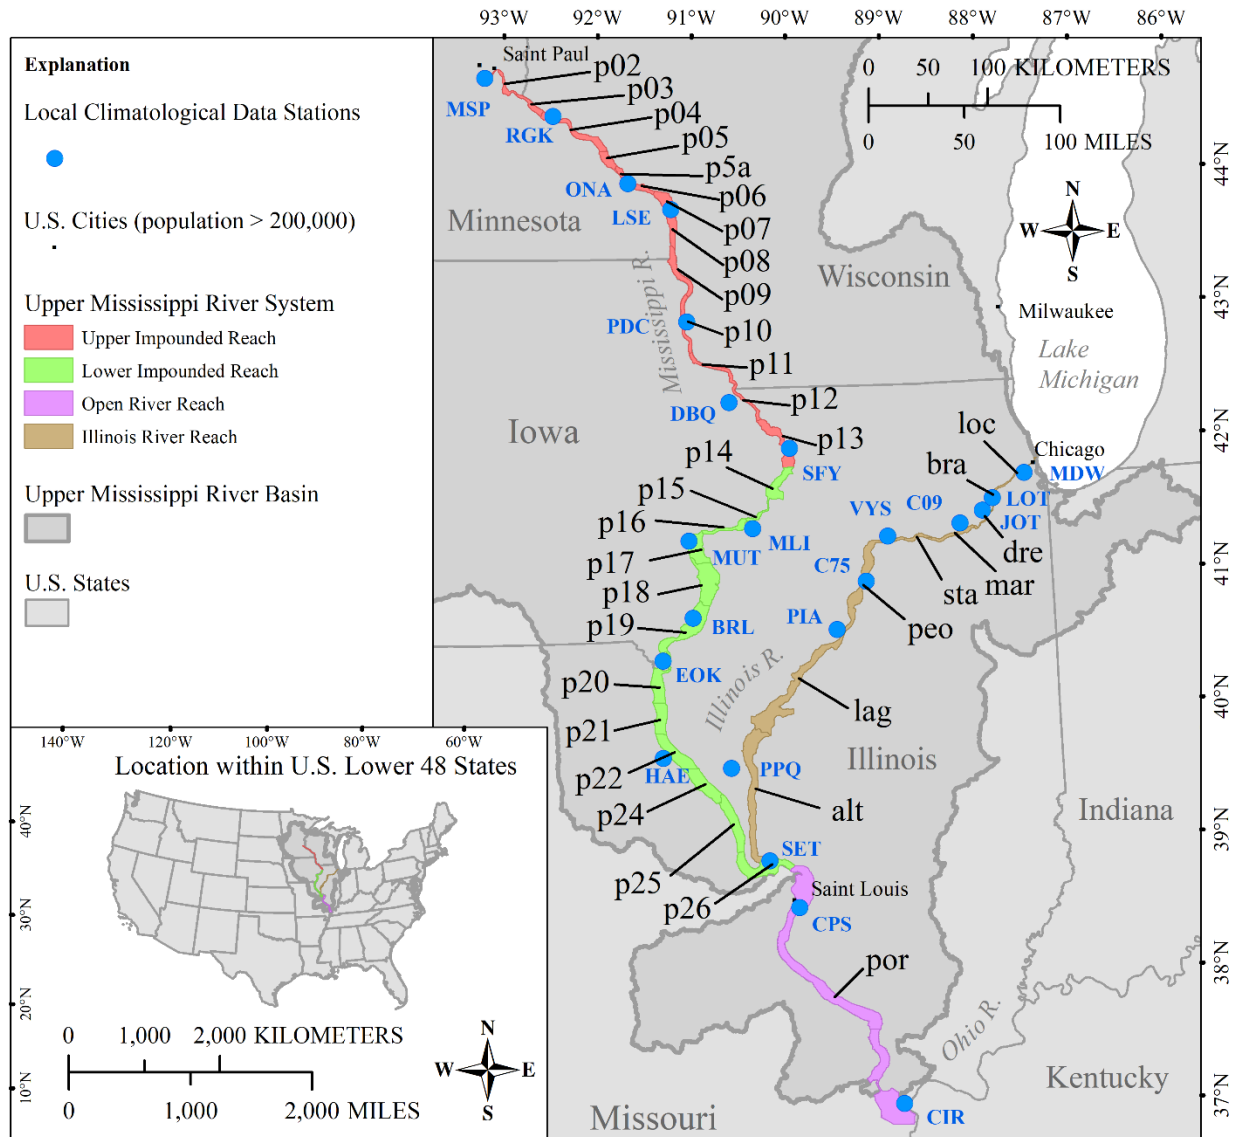 93°W 92°W 91°W 90°W 89°W 88°W 87°W 86°W
Explanation
Local Climatological Data Stations
U.S. Cities (population > 200,000)
Upper Mississippi River System
Upper Impounded Reach
Lower Impounded Reach
Open River Reach
Illinois River Reach
Upper Mississippi River Basin
U.S. States
Saint Paul
p02
MSP
p03
RGK
p04
p05
p5a
ONA
p06
LSE
p07
Minnesota
p08
Mississippi R.
p09
PDC
p10
p11
DBQ
p12
Iowa
p13
p14
SFY
p15
p16
MLI
MUT
p17
p18
p19
BRL
EOK
p20
p21
p22
HAE
p24
p25
p26
SET
Saint Louis
CPS
por
CIR
0 50 100 KILOMETERS
0 50 100 MILES
N
W E
S
Wisconsin
Milwaukee
Lake
Michigan
loc
Chicago
MDW
bra
LOT
C09
JOT
VYS
dre
mar
sta
C75
peo
PIA
Illinois R.
lag
PPQ
alt
Illinois
Indiana
Ohio R.
Kentucky
Missouri
44°N
43°N
42°N
41°N
40°N
39°N
38°N
37°N
140°W 120°W 100°W 80°W 60°W
Location within U.S. Lower 48 States
40°N
30°N
20°N
10°N
0 1,000 2,000 KILOMETERS
0 1,000 2,000 MILES
N
W E
S